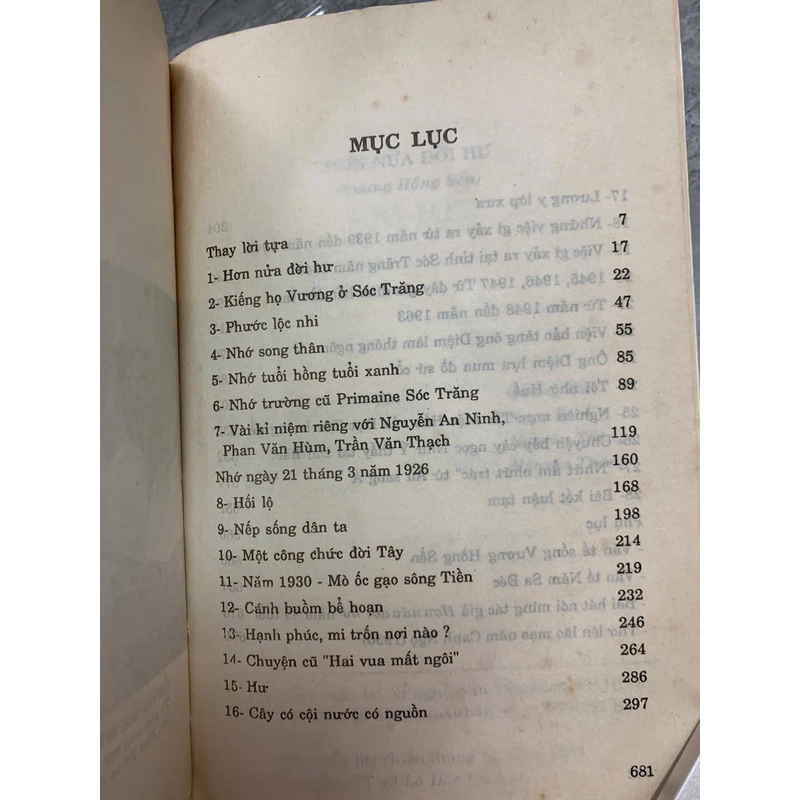 MỤC LỤC
Thay lời tựa 7
1- Hơn nửa đời hư 17
2- Kiếng họ Vương ở Sóc Trăng 22
3- Phước lộc nhi 47
4- Nhớ song thân 55
5- Nhớ tuổi hồng tuổi xanh 85
6- Nhớ trường cũ Primaine Sóc Trăng 89
7- Vài kỉ niệm riêng với Nguyễn An Ninh,
Phan Văn Hùm, Trần Văn Thạch 119
Nhớ ngày 21 tháng 3 năm 1926 160
8- Hối lộ 168
9- Nếp sống dân ta 198
10- Một công chức đời Tây 214
11- Năm 1930 - Mò ốc gạo sông Tiền 219
12- Cánh buồm bể hoạn 232
13- Hạnh phúc, mi trốn nơi nào ? 246
14- Chuyện cũ "Hai vua mất ngôi" 264
15- Hư 286
16- Cây có cội nước có nguồn 297
681